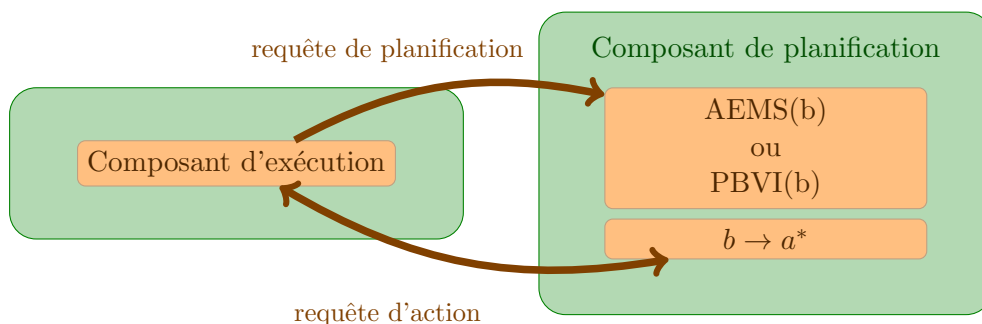 requête de planification
Composant de planification
AEMS(b)
ou
PBVI(b)
Composant d'exécution
b → a*
requête d'action